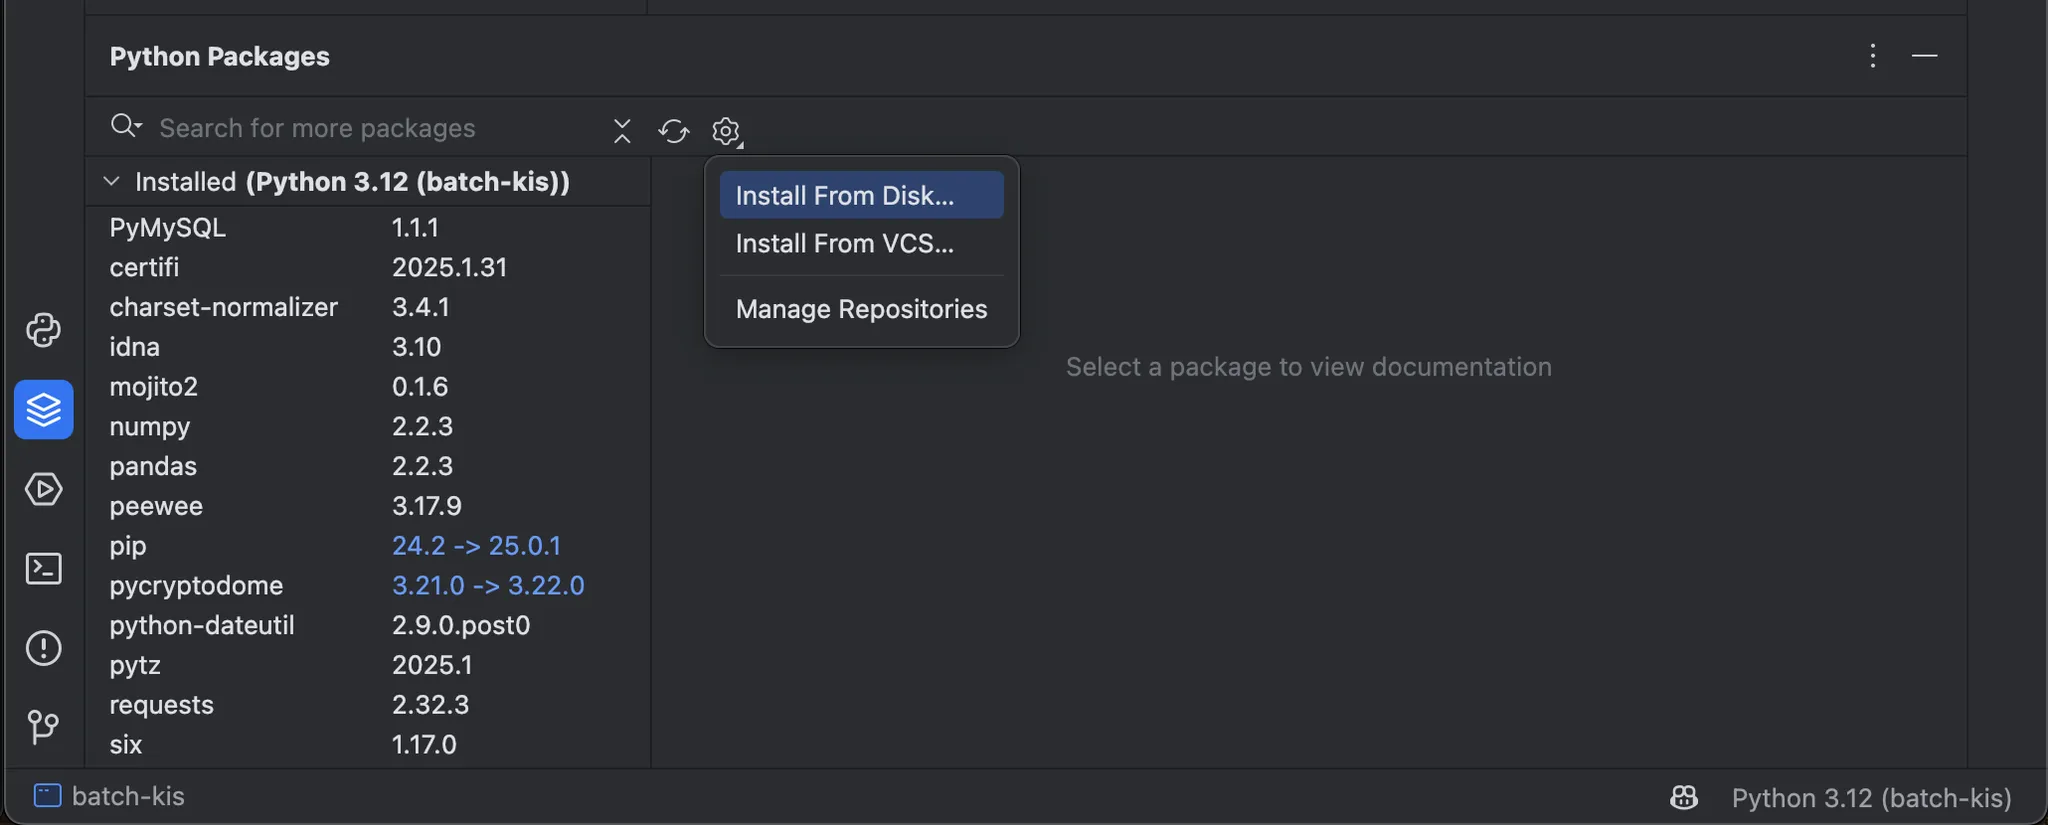 Python Packages
Search for more packages
Installed (Python 3.12 (batch-kis))
PyMySQL 1.1.1
certifi 2025.1.31
charset-normalizer 3.4.1
idna 3.10
mojito2 0.1.6
numpy 2.2.3
pandas 2.2.3
peewee 3.17.9
pip 24.2 -> 25.0.1
pycryptodome 3.21.0 -> 3.22.0
python-dateutil 2.9.0.post0
pytz 2025.1
requests 2.32.3
six 1.17.0
Install From Disk...
Install From VCS...
Manage Repositories
Select a package to view documentation
batch-kis
Python 3.12 (batch-kis)